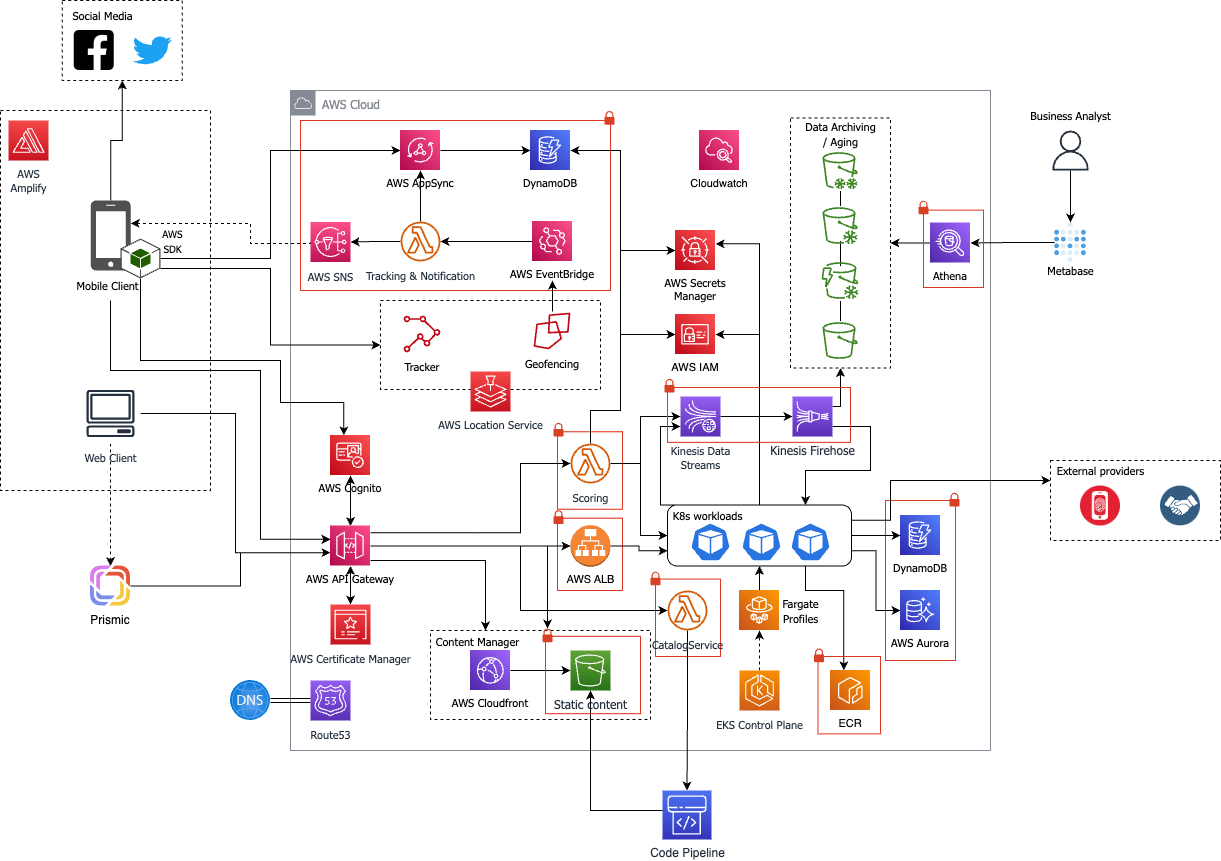 Social Media
AWS Cloud
AWS
Amplify
AWS
SDK
Mobile Client
Web Client
Prismic
DNS
53
Route53
AWS AppSync
DynamoDB
AWS SNS
Tracking & Notification
AWS EventBridge
Tracker
Geofencing
AWS Location Service
Cloudwatch
AWS Secrets
Manager
AWS IAM
Data Archiving
/ Aging
Athena
Business Analyst
Metabase
Kinesis Data
Streams
Kinesis Firehose
AWS Cognito
AWS API Gateway
AWS Certificate Manager
Scoring
AWS ALB
K8s workloads
External providers
DynamoDB
AWS Aurora
Fargate
Profiles
CatalogService
Content Manager
AWS Cloudfront
Static content
K
EKS Control Plane
ECR
</>
Code Pipeline